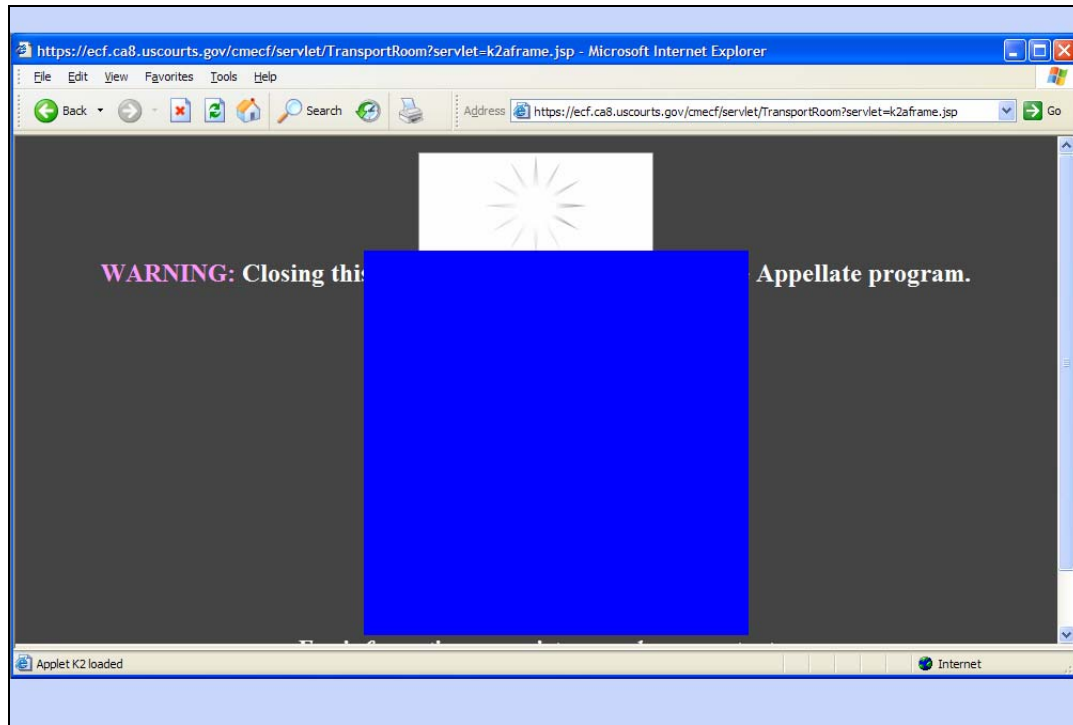 https://ecf.ca8.uscourts.gov/cmecf/servlet/TransportRoom?servlet=k2aframe.jsp - Microsoft Internet Explorer
File Edit View Favorites Tools Help
Back Search Address https://ecf.ca8.uscourts.gov/cmecf/servlet/TransportRoom?servlet=k2aframe.jsp Go
WARNING: Closing this Appellate program.
Applet K2 loaded Internet